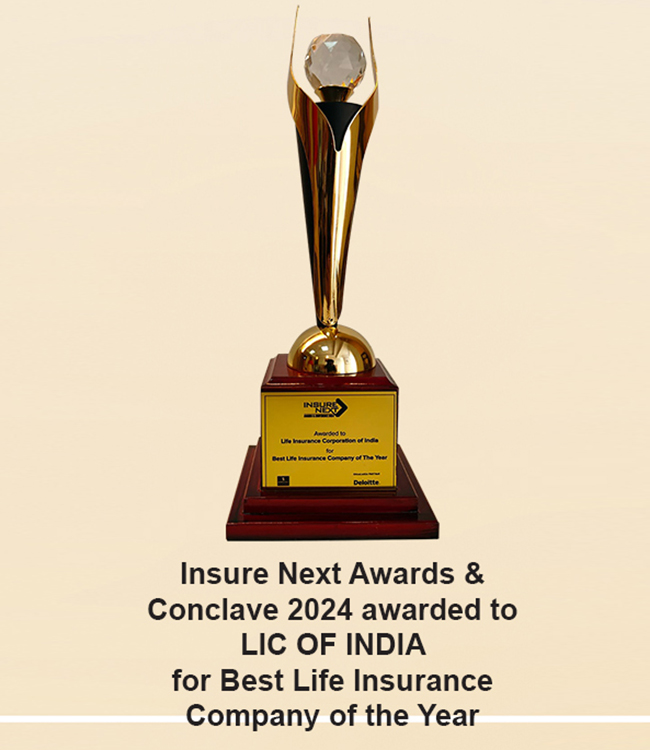 INSURE
NEXT
Awarded to
Life Insurance Corporation of India
for
Best Life Insurance Company of The Year
Deloitte.
Insure Next Awards &
Conclave 2024 awarded to
LIC OF INDIA
for Best Life Insurance
Company of the Year